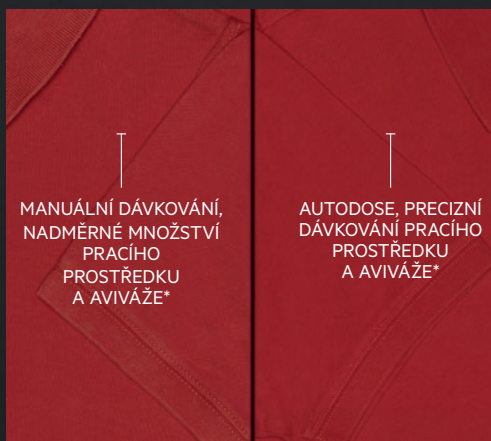 MANUÁLNÍ DÁVKOVÁNÍ,
NADMĚRNÉ MNOŽSTVÍ
PRACÍHO
PROSTŘEDKU
A AVIVÁŽE*
AUTODOSE, PRECIZNÍ
DÁVKOVÁNÍ PRACÍHO
PROSTŘEDKU
A AVIVÁŽE*